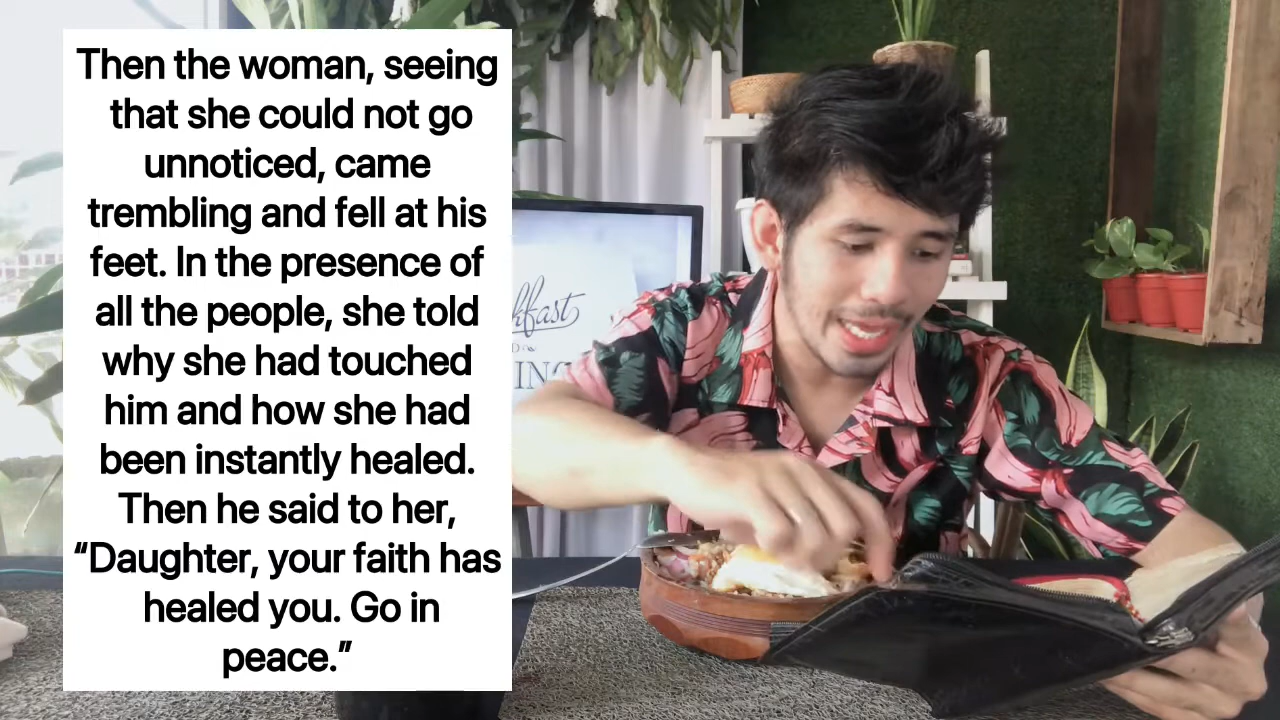 Then the woman, seeing
that she could not go
unnoticed, came
trembling and fell at his
feet. In the presence of
all the people, she told
why she had touched
him and how she had
been instantly healed.
Then he said to her,
“Daughter, your faith has
healed you. Go in
peace.”